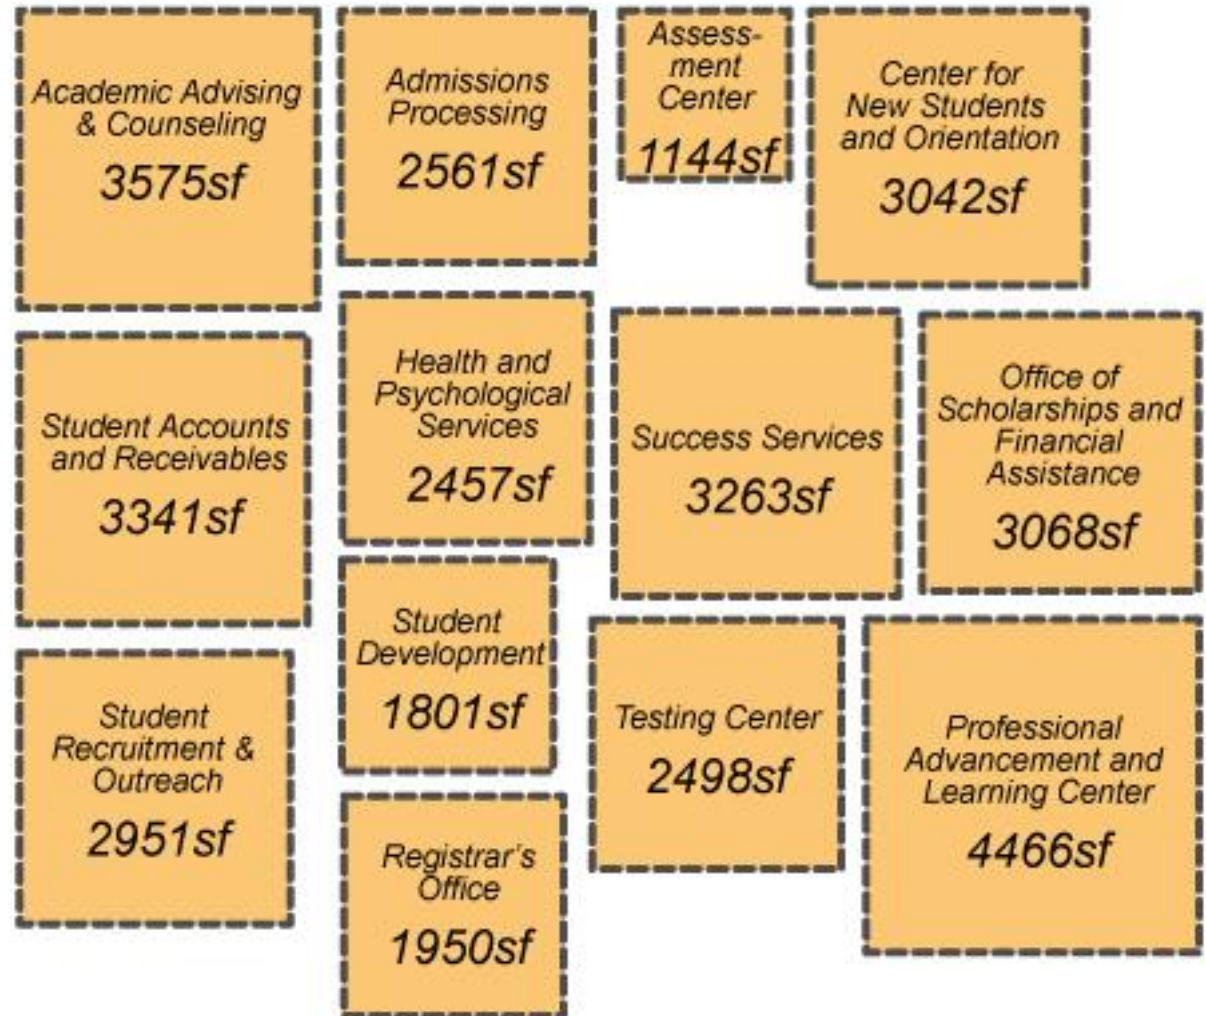 Academic Advising
& Counseling
3575sf
Admissions
Processing
2561sf
Assess-
ment
Center
1144sf
Center for
New Students
and Orientation
3042sf
Student Accounts
and Receivables
3341sf
Health and
Psychological
Services
2457sf
Success Services
3263sf
Office of
Scholarships and
Financial
Assistance
3068sf
Student
Recruitment &
Outreach
2951sf
Student
Development
1801sf
Testing Center
2498sf
Professional
Advancement and
Learning Center
4466sf
Registrar's
Office
1950sf